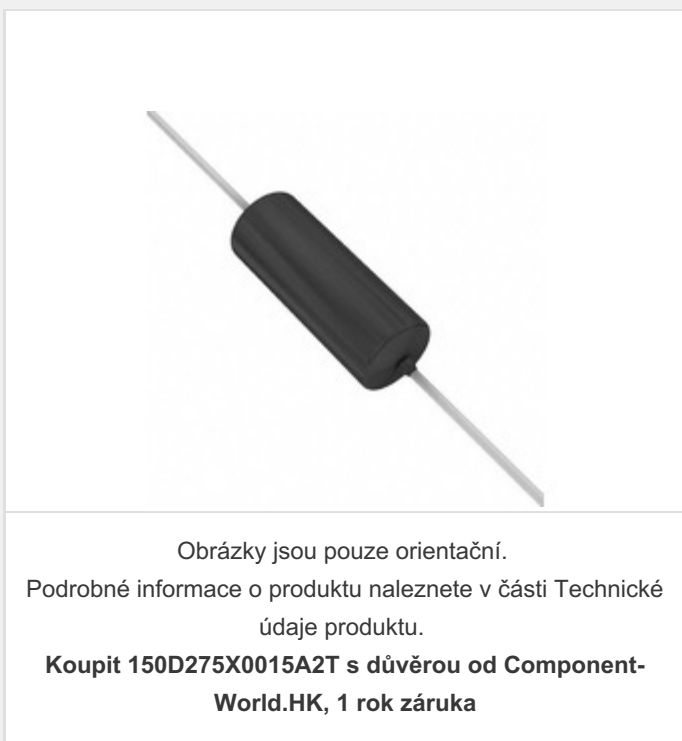 Obrázky jsou pouze orientační.
Podrobné informace o produktu naleznete v části Technické
údaje produktu.
Koupit 150D275X0015A2T s důvěrou od Component-
World.HK, 1 rok záruka